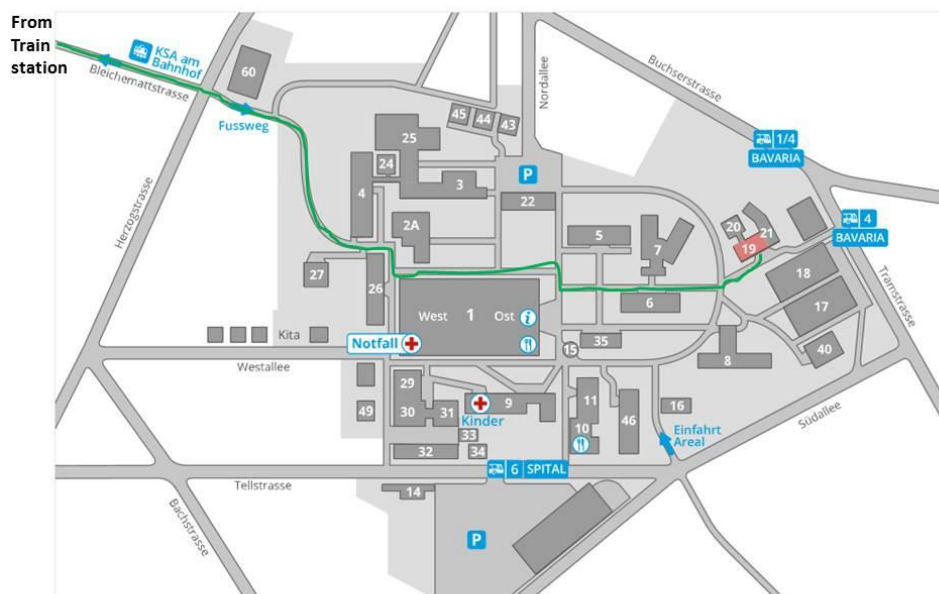 From
Train
station
KSA am
Bahnhof
Bleichemattstrasse
60
Fussweg
Herzogstrasse
45
44
43
Nordallee
Buchserstrasse
1/4
BAVARIA
25
24
3
4
P
22
2A
5
7
20
21
19
4
BAVARIA
27
26
6
18
17
Tramstrasse
West
1
Ost
i
Kita
Notfall
15
35
8
40
Westallee
29
30
31
9
Kinder
49
11
10
46
16
Einfahrt
Areal
Südallee
33
34
32
6 SPITAL
Tellstrasse
14
Bachstrasse
P